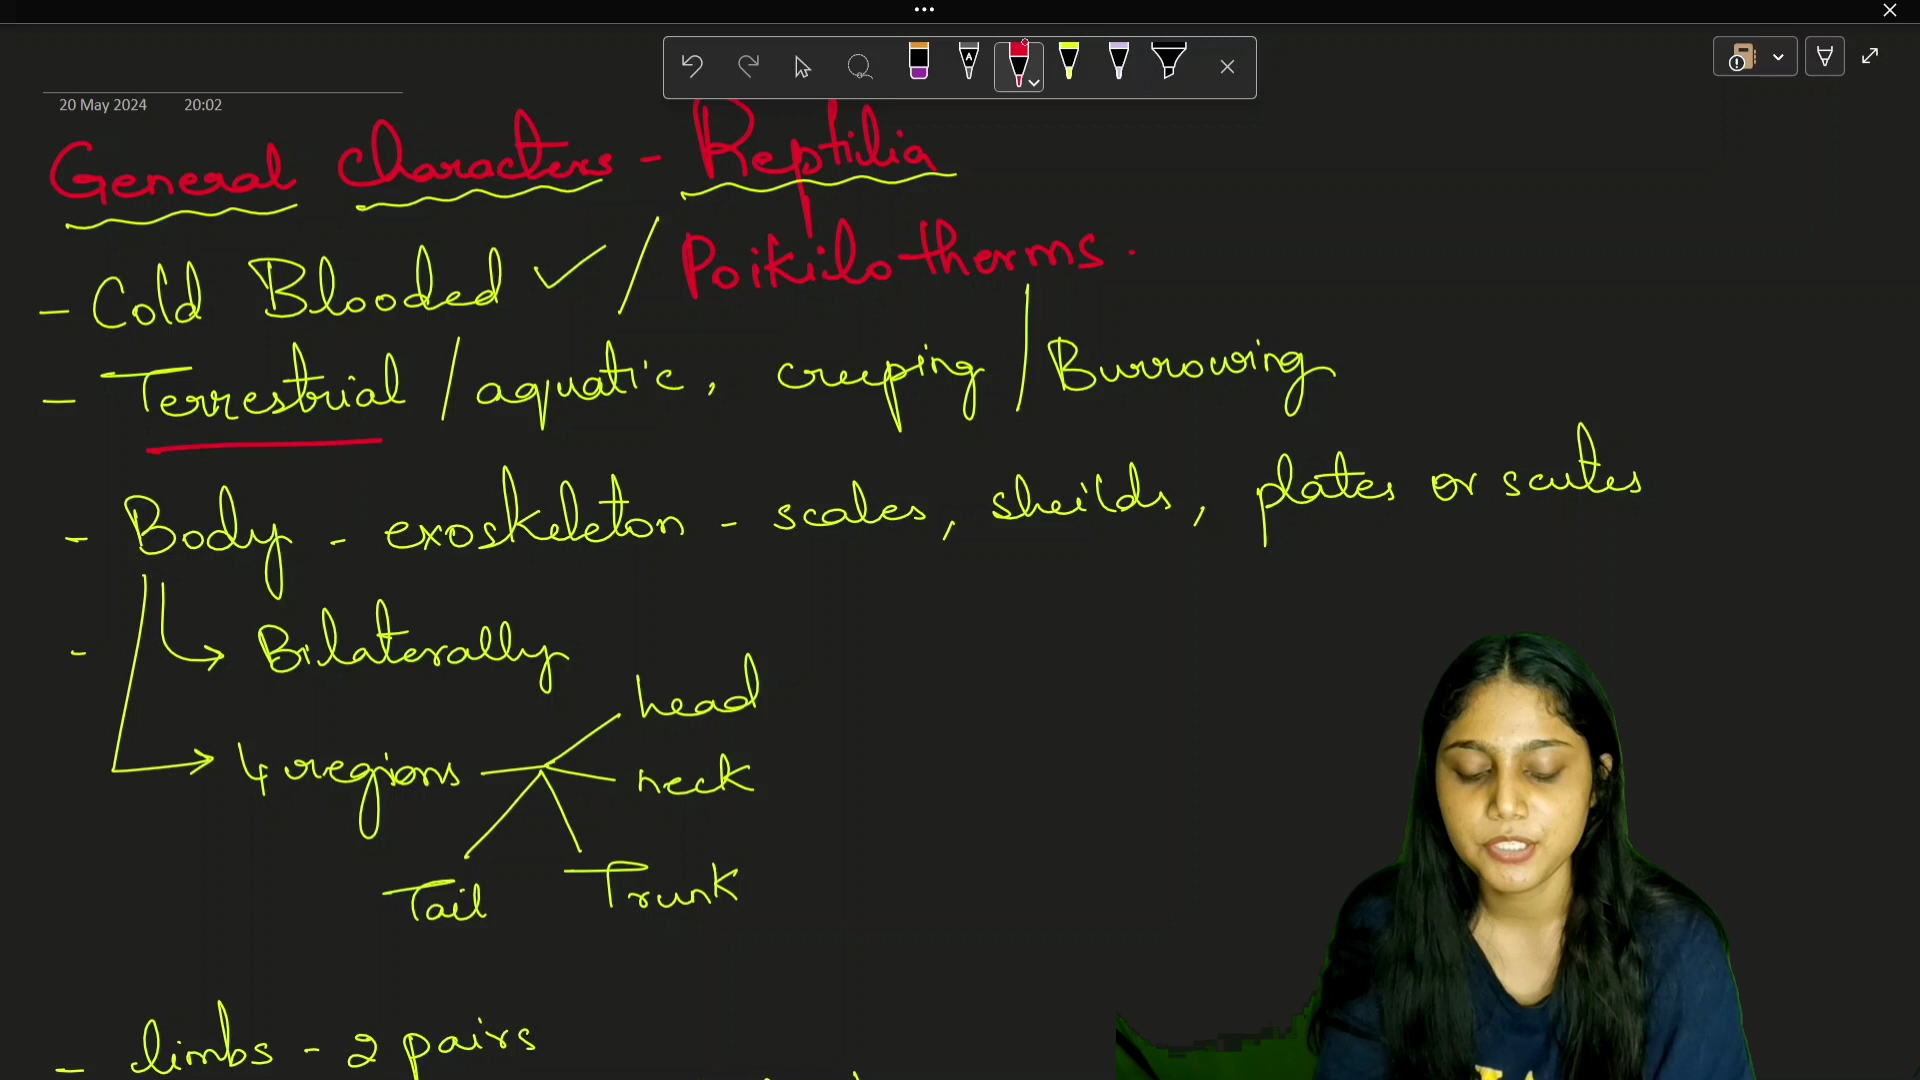 20 May 2024 20:02
General characters - Reptilia
- Cold Blooded ✓ / Poikilotherms.
- Terrestrial / aquatic, creeping / Burrowing
- Body - exoskeleton - scales, sheilds, plates or scutes
- → Bilaterally
head
→ 4 regions neck
Tail Trunk
- limbs - 2 pairs